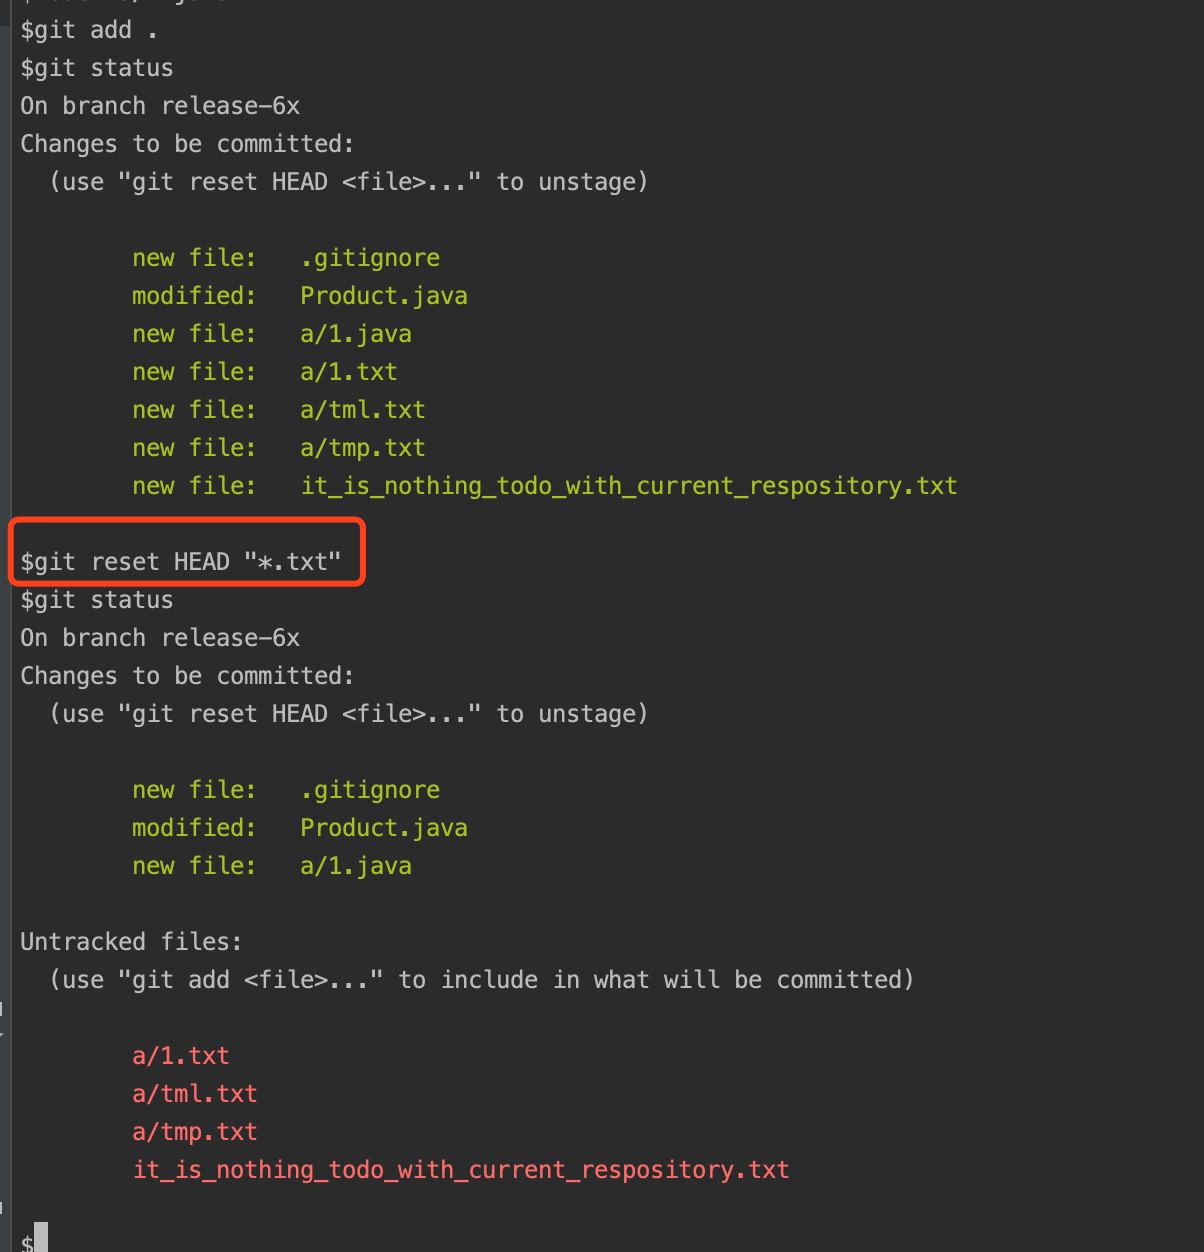 $git add .
$git status
On branch release-6x
Changes to be committed:
  (use "git reset HEAD <file>..." to unstage)
        new file:   .gitignore
        modified:   Product.java
        new file:   a/1.java
        new file:   a/1.txt
        new file:   a/tml.txt
        new file:   a/tmp.txt
        new file:   it_is_nothing_todo_with_current_respository.txt
$git reset HEAD "*.txt"
$git status
On branch release-6x
Changes to be committed:
  (use "git reset HEAD <file>..." to unstage)
        new file:   .gitignore
        modified:   Product.java
        new file:   a/1.java
Untracked files:
  (use "git add <file>..." to include in what will be committed)
        a/1.txt
        a/tml.txt
        a/tmp.txt
        it_is_nothing_todo_with_current_respository.txt
$